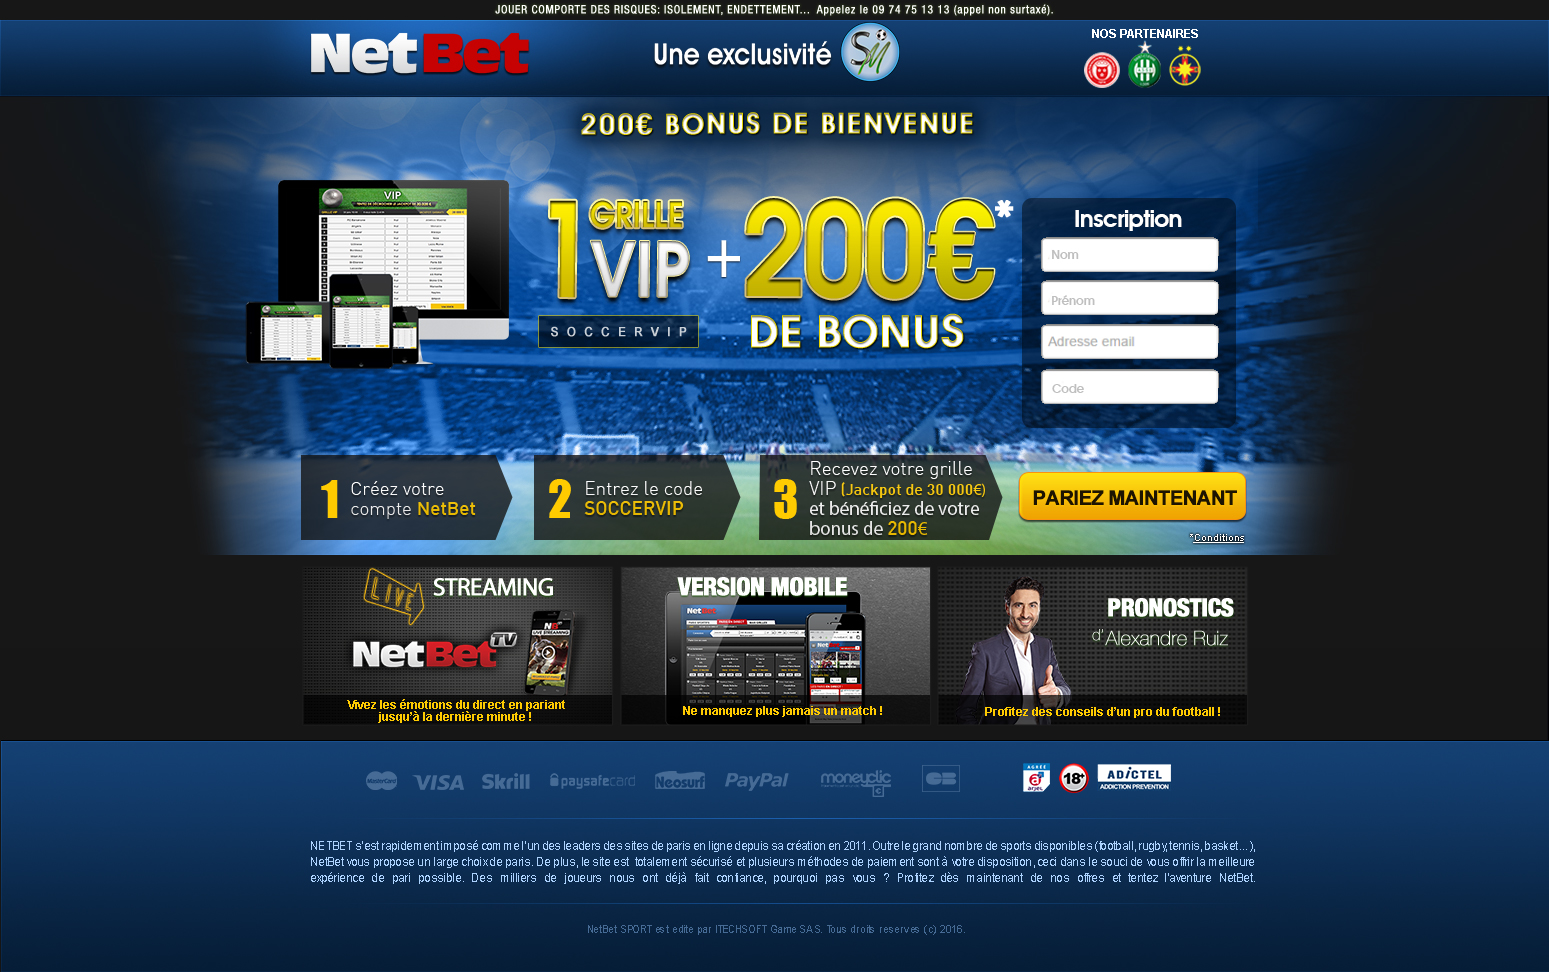 JOUER COMPORTE DES RISQUES: ISOLEMENT, ENDETTEMENT... Appelez le 09 74 75 13 13 (appel non surtaxé).
NetBet
Une exclusivité SM
NOS PARTENAIRES
200€ BONUS DE BIENVENUE
VIP
1 GRILLE VIP + 200€*
DE BONUS
SOCCERVIP
Inscription
Nom
Prénom
Adresse email
Code
1 Créez votre
compte NetBet
2 Entrez le code
SOCCERVIP
3 Recevez votre grille
VIP (Jackpot de 30 000€)
et bénéficiez de votre
bonus de 200€
PARIEZ MAINTENANT
*Conditions
LIVE STREAMING
NetBet TV
LIVE STREAMING
Vivez les émotions du direct en pariant
jusqu'à la dernière minute !
VERSION MOBILE
NetBet
Ne manquez plus jamais un match !
PRONOSTICS
d'Alexandre Ruiz
Profitez des conseils d'un pro du football !
MasterCard VISA Skrill paysafecard Neosurf PayPal moneyclic CB
AGRÉÉ arjel 18+ ADICTEL
ADDICTION PREVENTION
NETBET s'est rapidement imposé comme l'un des leaders des sites de paris en ligne depuis sa création en 2011. Outre le grand nombre de sports disponibles (football, rugby, tennis, basket...),
NetBet vous propose un large choix de paris. De plus, le site est totalement sécurisé et plusieurs méthodes de paiement sont à votre disposition, ceci dans le souci de vous offrir la meilleure
expérience de pari possible. Des milliers de joueurs nous ont déjà fait confiance, pourquoi pas vous ? Profitez dès maintenant de nos offres et tentez l'aventure NetBet.
NetBet SPORT est edite par ITECHSOFT Game SAS. Tous droits reserves (c) 2016.